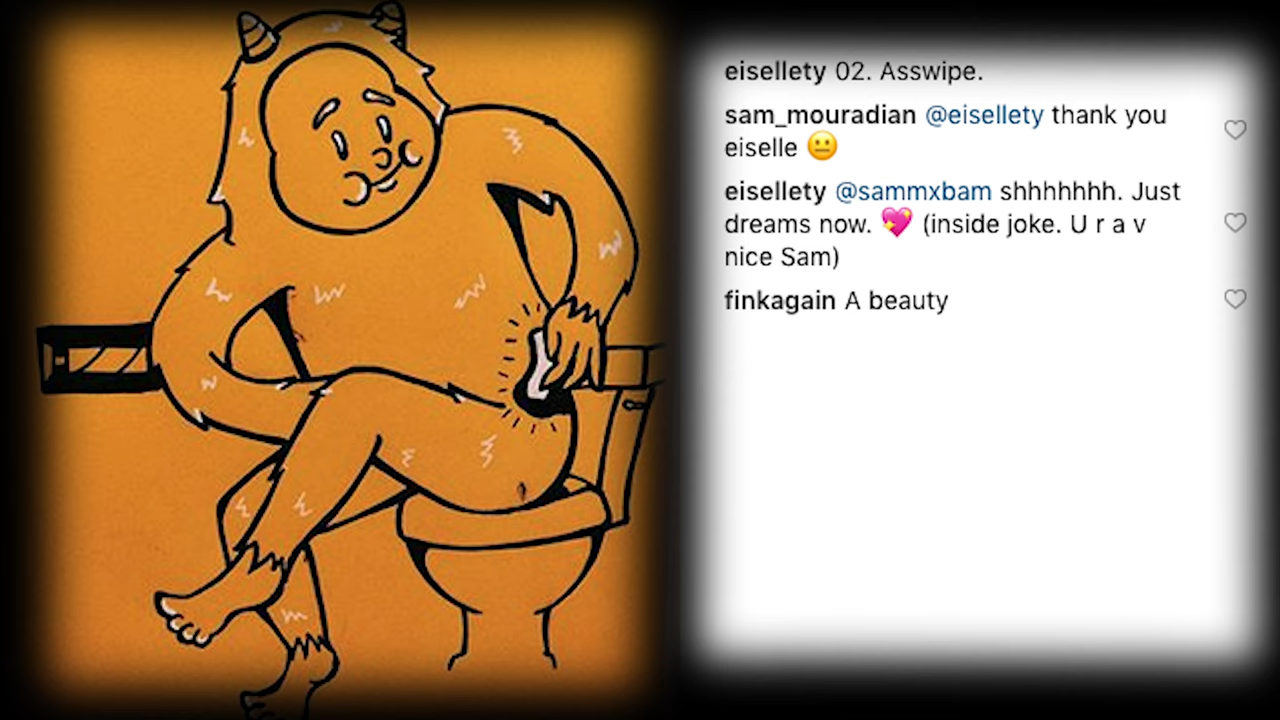 eisellety 02. Asswipe.
sam_mouradian @eisellety thank you
eiselle 😐
eisellety @sammxbam shhhhhhh. Just
dreams now. 💖 (inside joke. U r a v
nice Sam)
finkagain A beauty